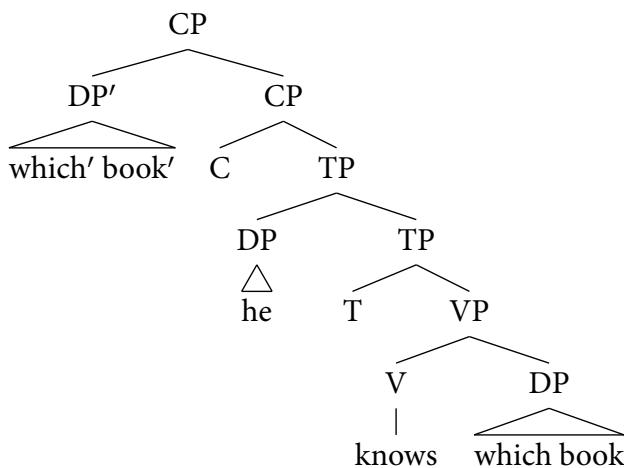 CP
DP′ CP
which′ book′ C TP
DP TP
he T VP
V DP
knows which book